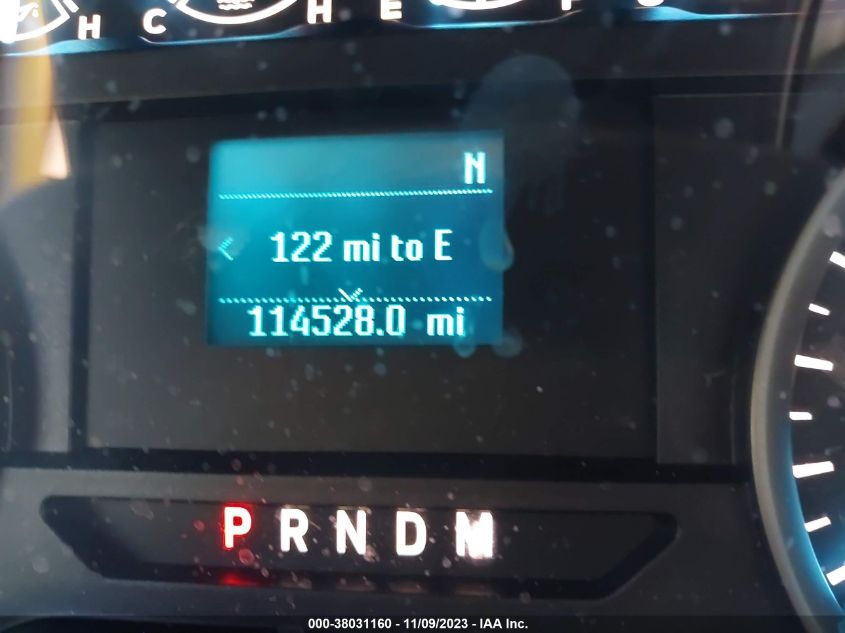 H C H E F
N
122 mi to E
114528.0 mi
P R N D M
000-38031160 - 11/09/2023 - IAA Inc.